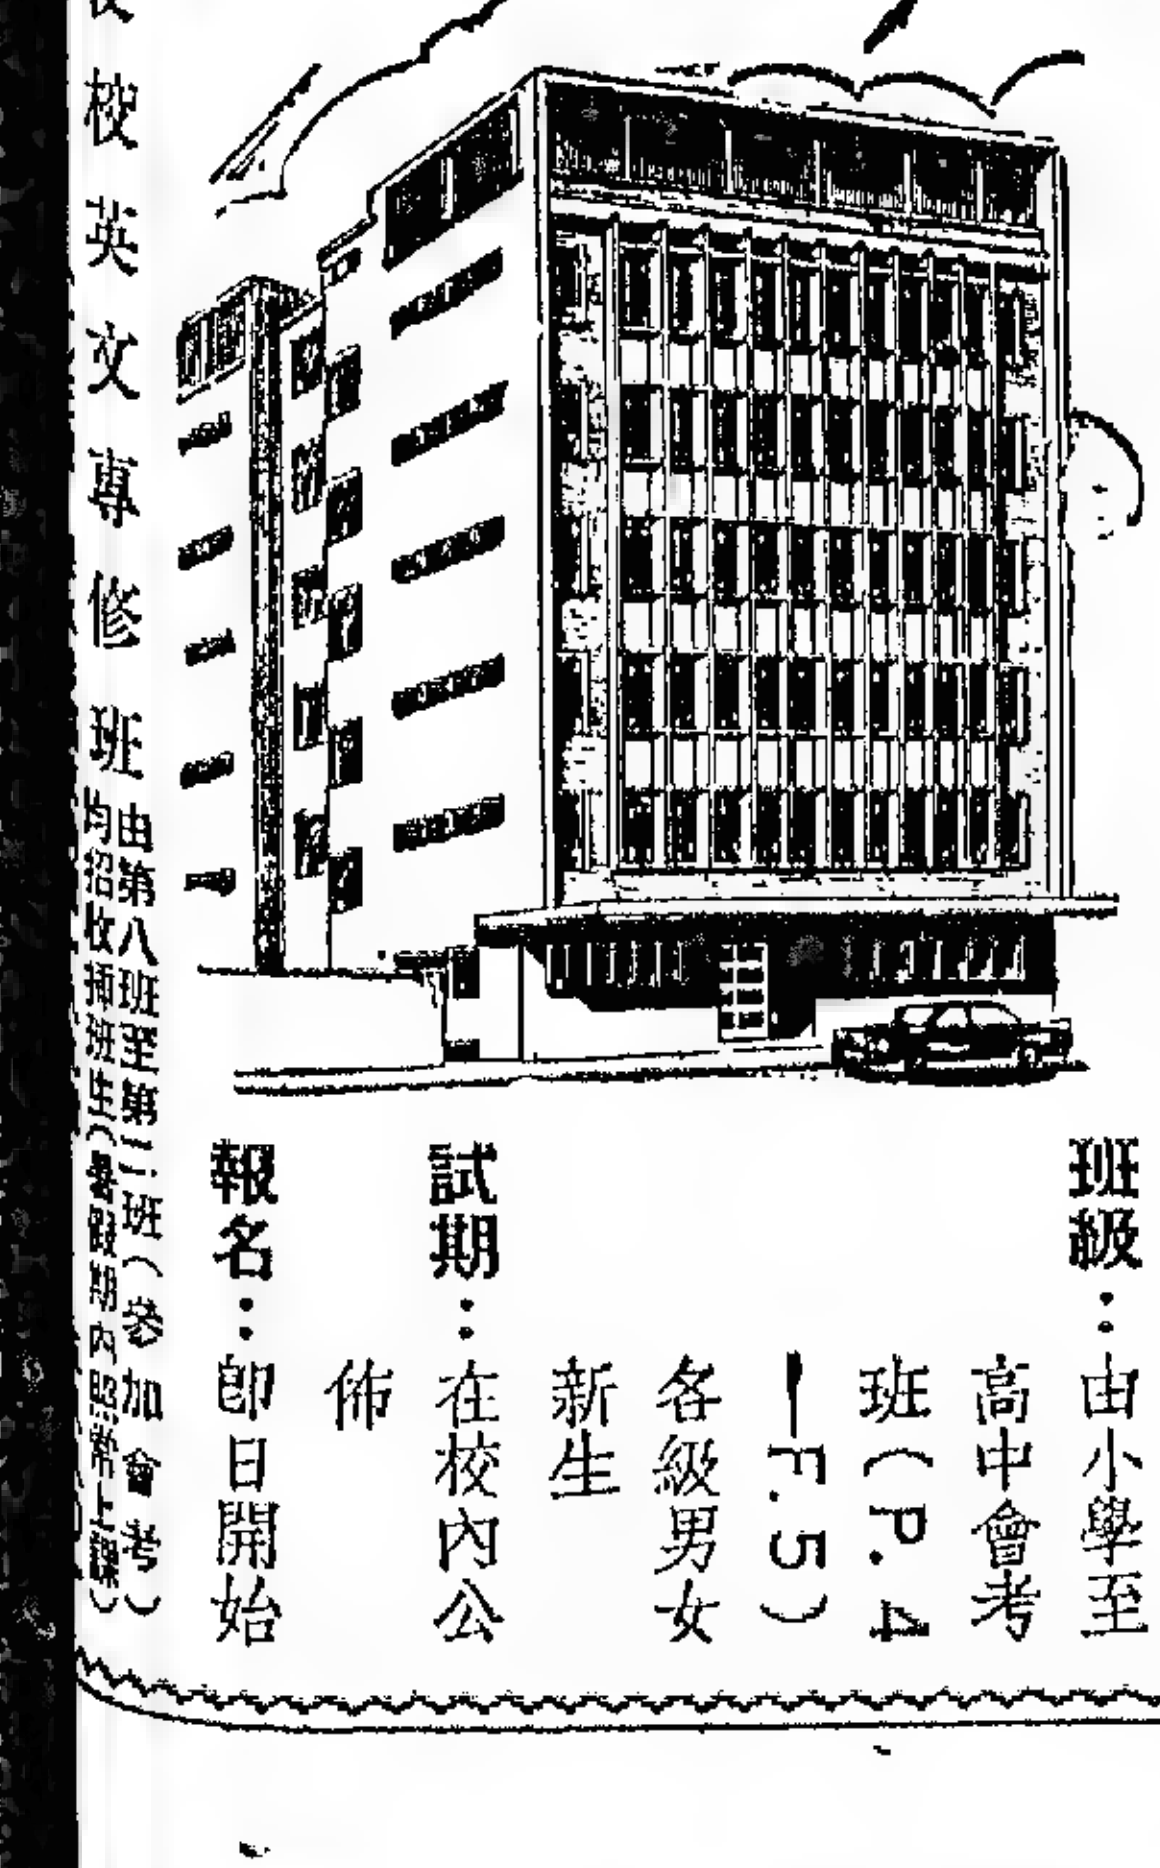 班級：由小學至
高中會考
班（P.4
—F.5）
各級男女
新生
試期：在校內公
佈
報名：即日開始
校英文專修班
由第八班至第二班（參加會考）
均招收插班生（暑假期內照常上課）